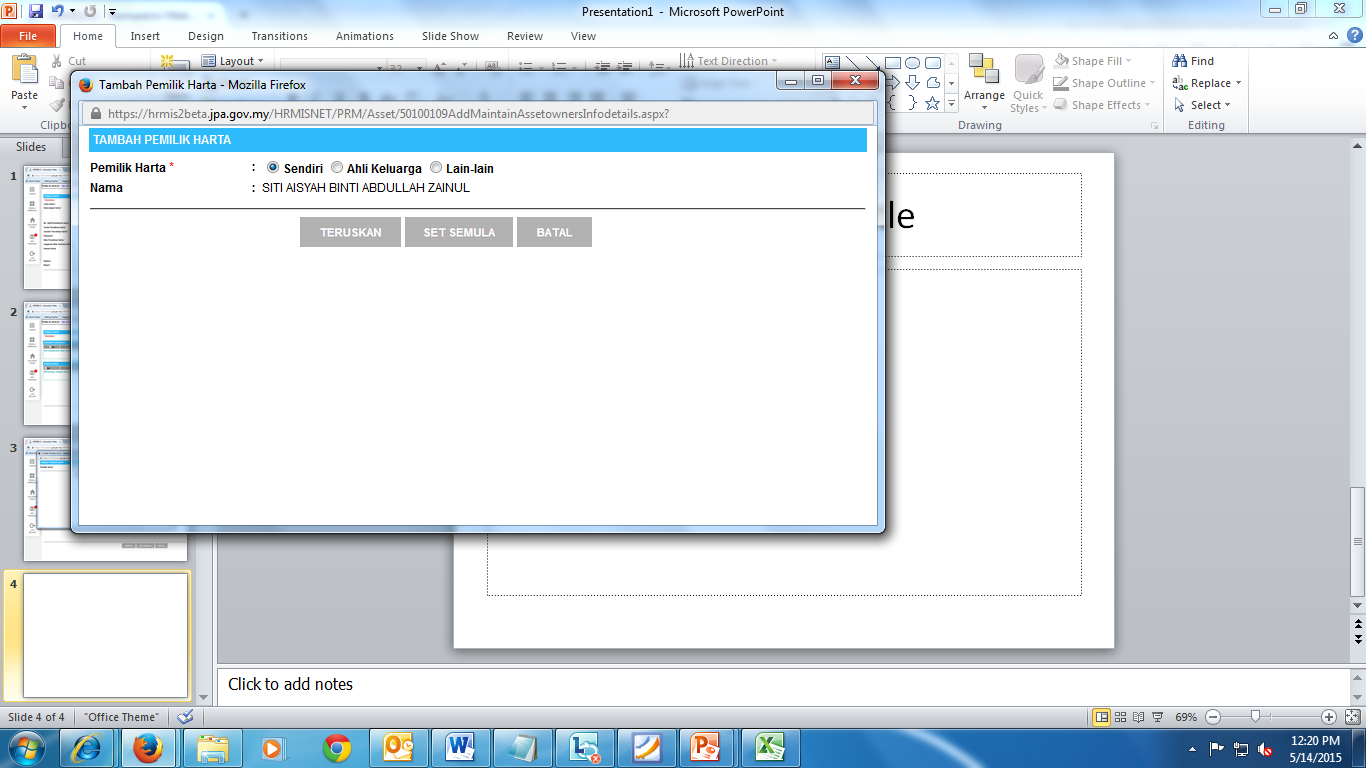 Presentation1 - Microsoft PowerPoint
File Home Insert Design Transitions Animations Slide Show Review View
Paste
Cut
Layout
32
Text Direction
Arrange
Quick Styles
Shape Fill
Shape Outline
Shape Effects
Find
Replace
Select
Drawing
Editing
Tambah Pemilik Harta - Mozilla Firefox
https://hrmis2beta.jpa.gov.my/HRMISNET/PRM/Asset/50100109AddMaintainAssetownersInfodetails.aspx?
TAMBAH PEMILIK HARTA
Pemilik Harta * : Sendiri Ahli Keluarga Lain-lain
Nama : SITI AISYAH BINTI ABDULLAH ZAINUL
TERUSKAN SET SEMULA BATAL
Slides
1
2
3
4
le
Click to add notes
Slide 4 of 4 "Office Theme" 69%
12:20 PM
5/14/2015